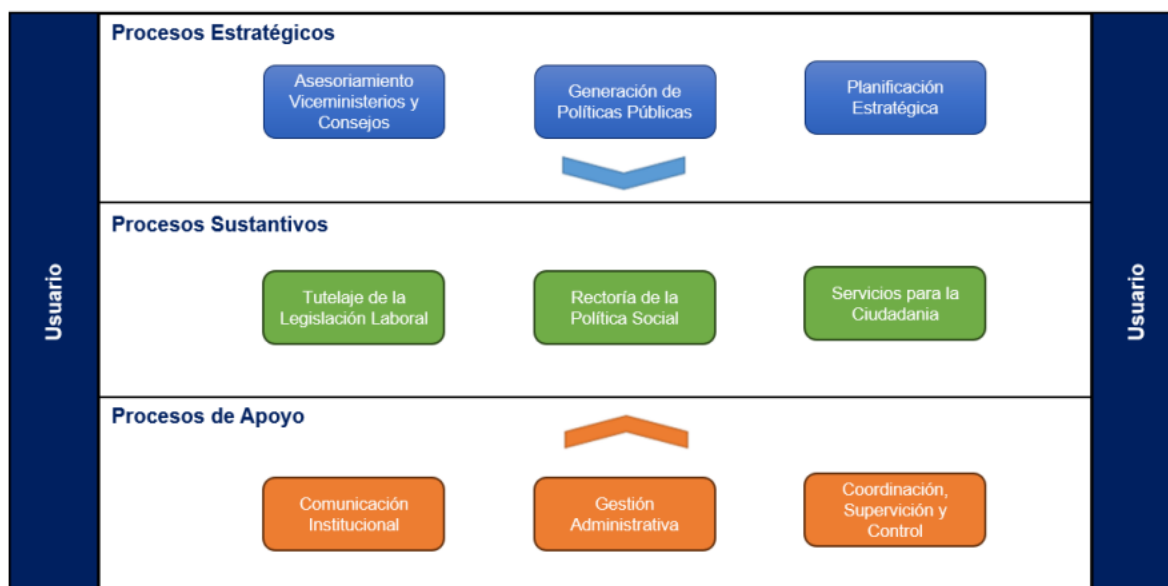 Usuario
Procesos Estratégicos
Asesoriamiento
Viceministerios y
Consejos
Generación de
Políticas Públicas
Planificación
Estratégica
Procesos Sustantivos
Tutelaje de la
Legislación Laboral
Rectoría de la
Política Social
Servicios para la
Ciudadania
Procesos de Apoyo
Comunicación
Institucional
Gestión
Administrativa
Coordinación,
Supervición y
Control
Usuario